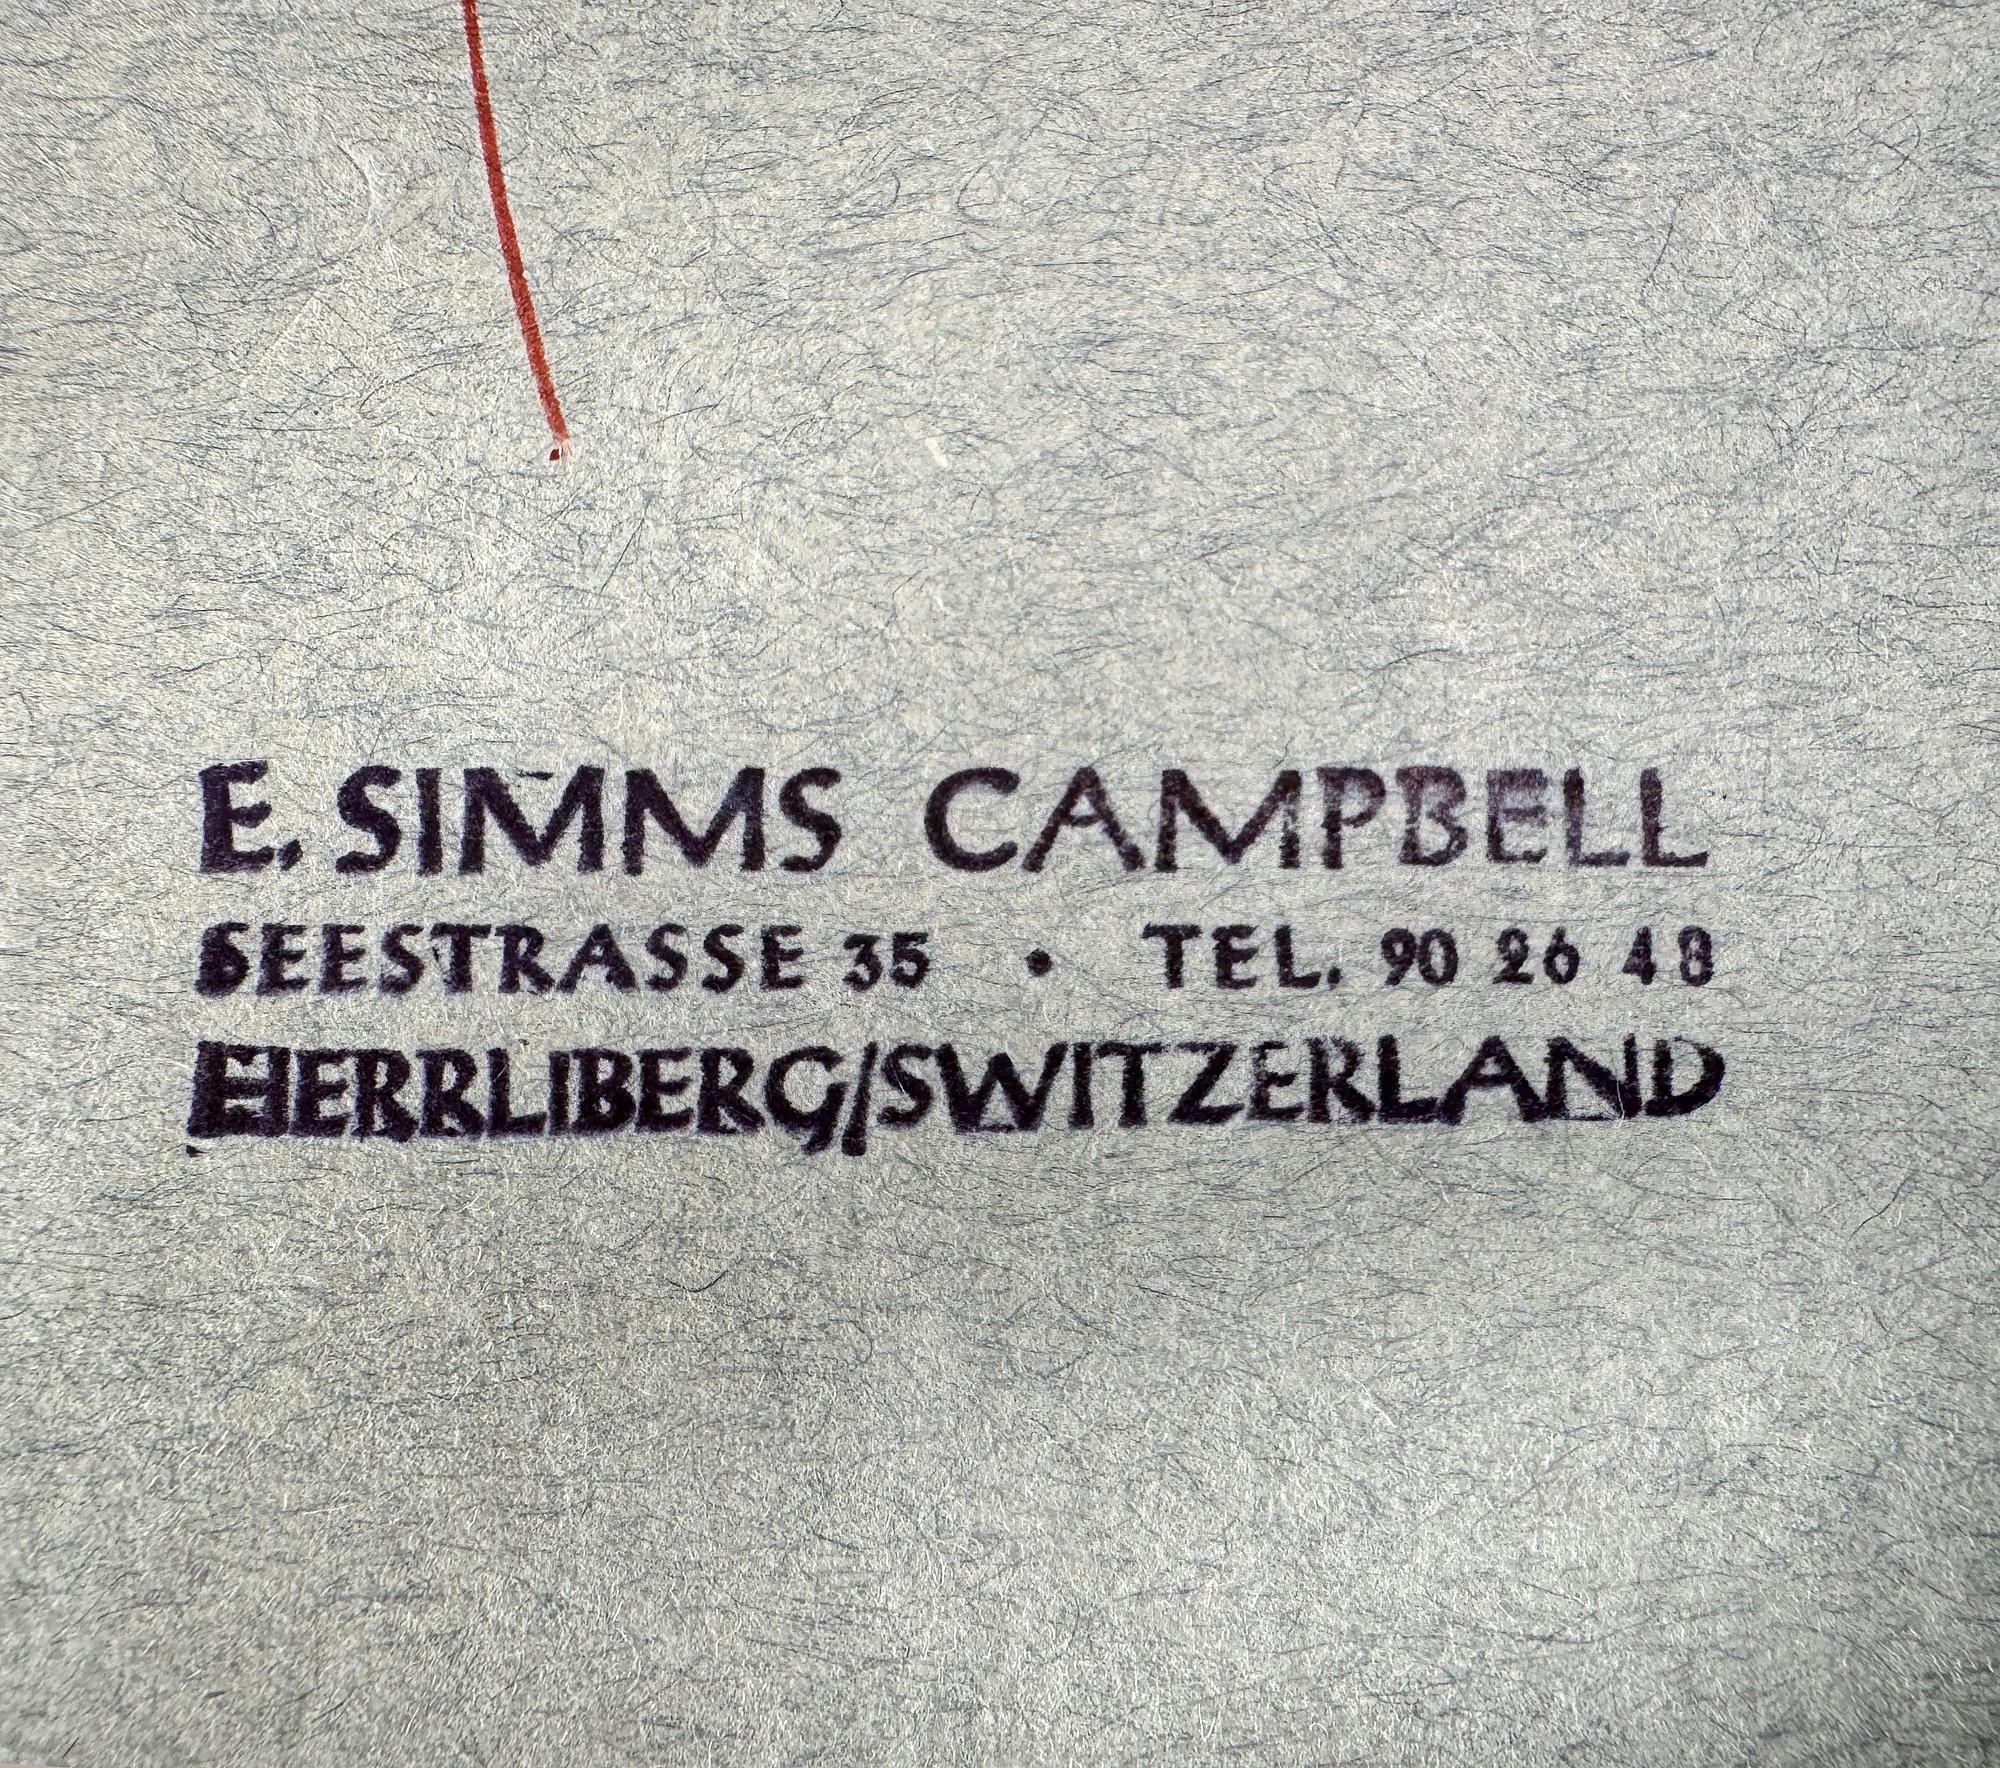 E. SIMMS CAMPBELL
SEESTRASSE 35 • TEL. 90 26 48
HERRLIBERG/SWITZERLAND